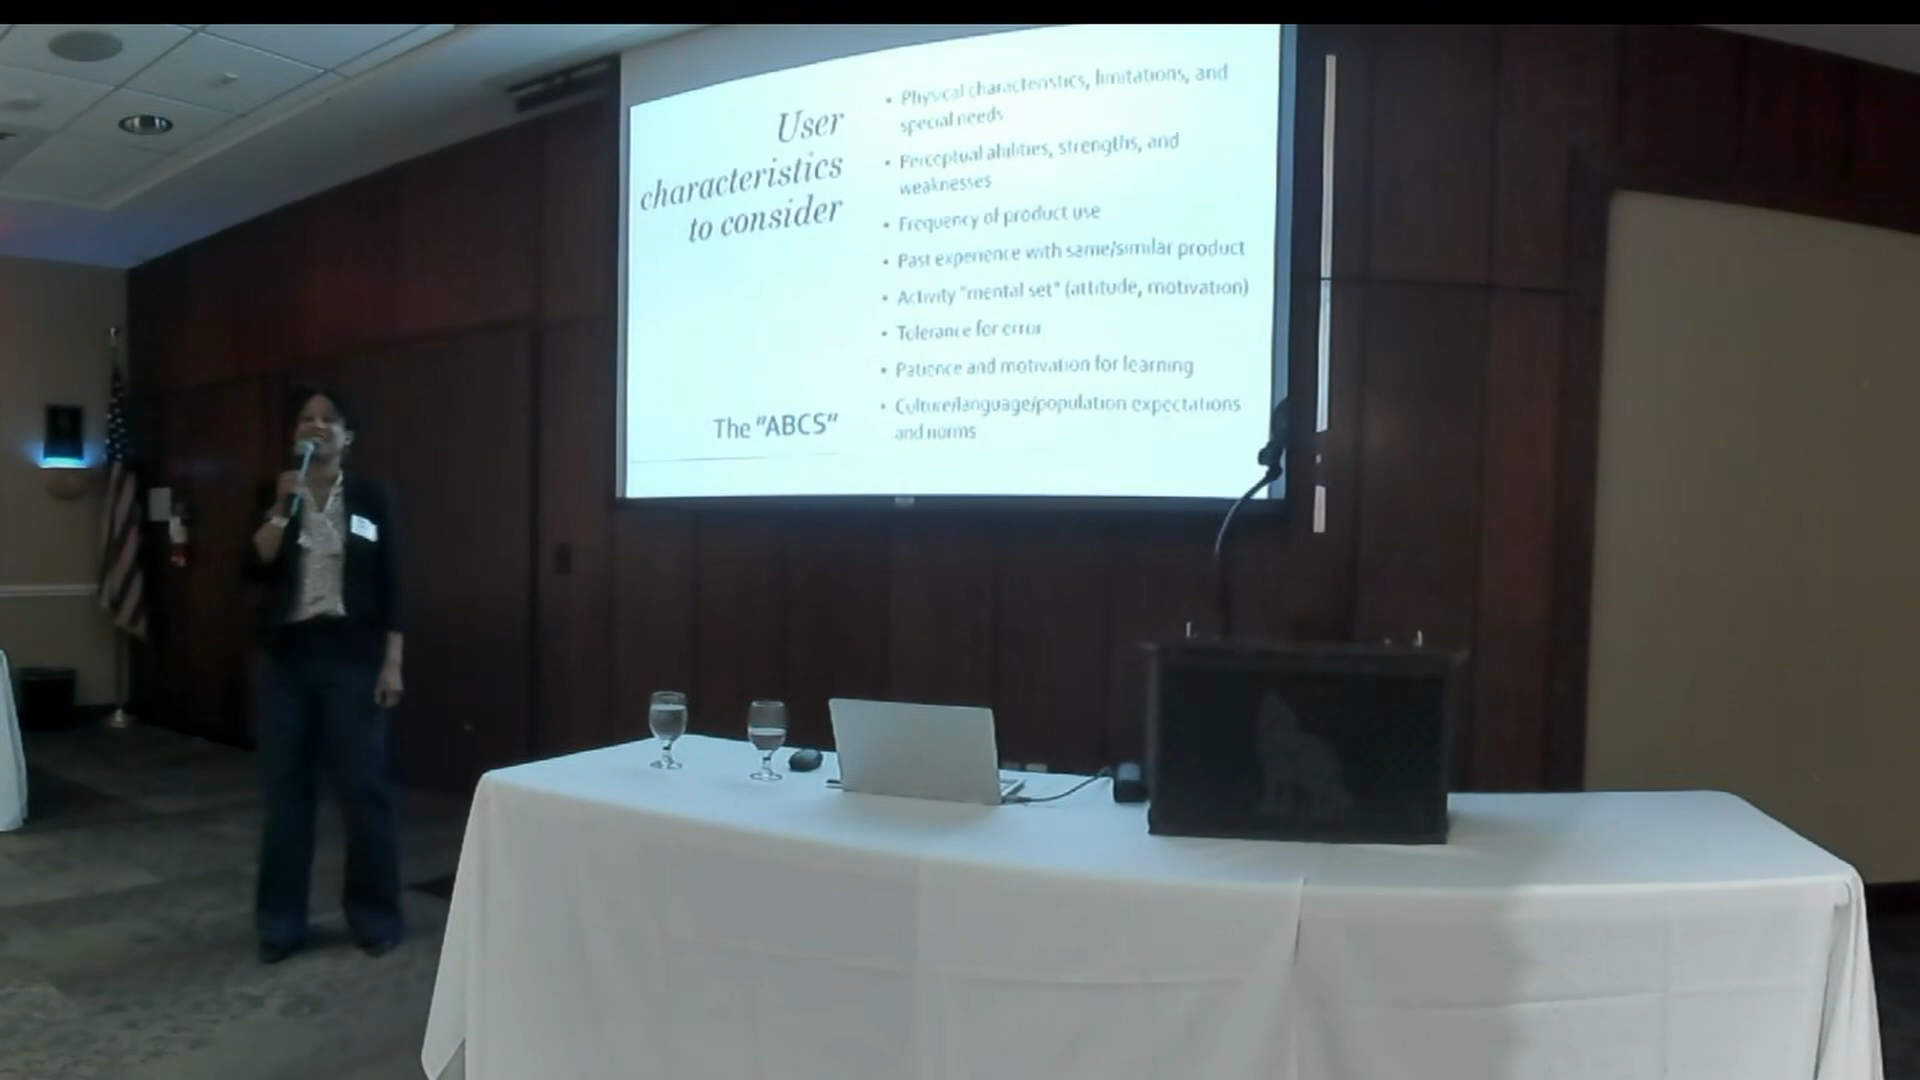 User
characteristics
to consider
The "ABCS"
• Physical characteristics, limitations, and
special needs
• Perceptual abilities, strengths, and
weaknesses
• Frequency of product use
• Past experience with same/similar product
• Activity "mental set" (attitude, motivation)
• Tolerance for error
• Patience and motivation for learning
• Culture/language/population expectations
and norms